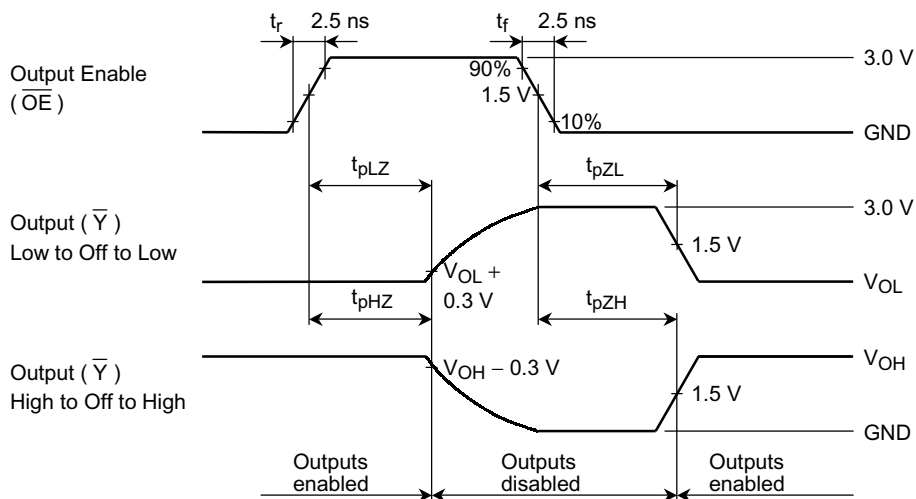 tr 2.5 ns tf 2.5 ns
Output Enable
( O̅E̅ )
90%
1.5 V
10%
3.0 V
GND
tpLZ tpZL
Output ( Y̅ )
Low to Off to Low
3.0 V
1.5 V
VOL +
0.3 V
VOL
tpHZ tpZH
Output ( Y̅ )
High to Off to High
VOH − 0.3 V
VOH
1.5 V
GND
Outputs
enabled
Outputs
disabled
Outputs
enabled